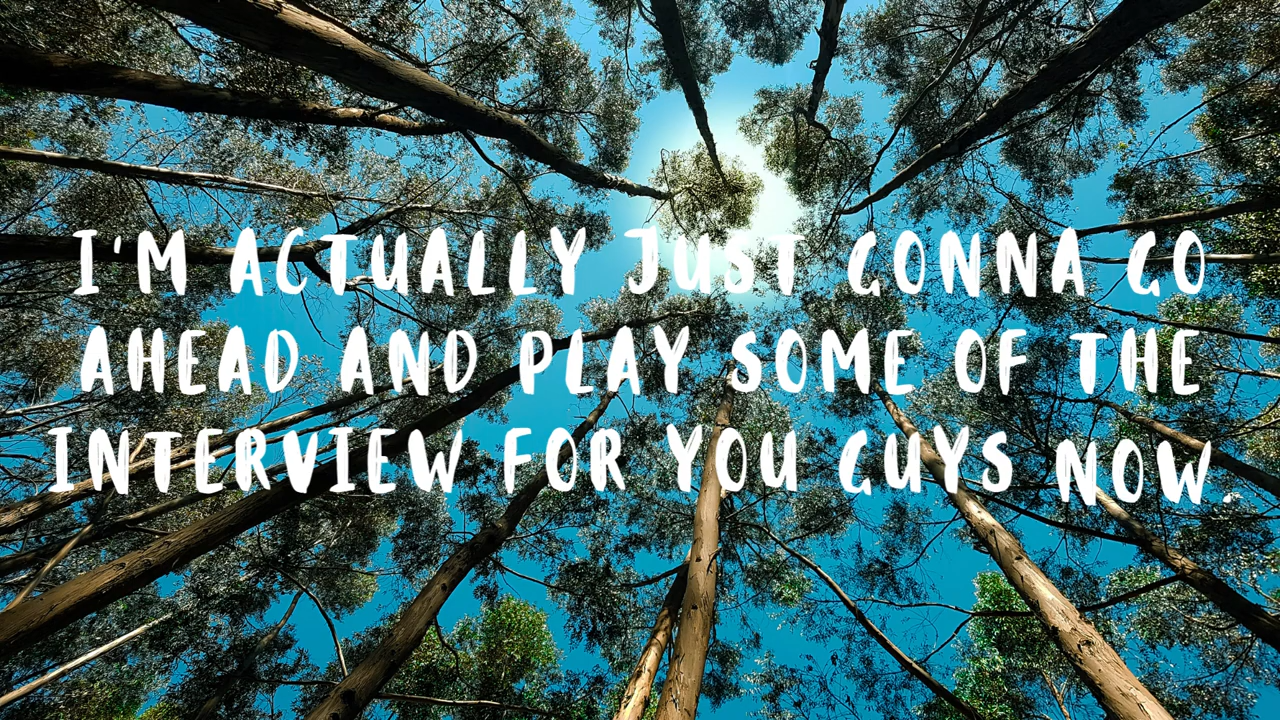 I'M ACTUALLY JUST GONNA GO
AHEAD AND PLAY SOME OF THE
INTERVIEW FOR YOU GUYS NOW.